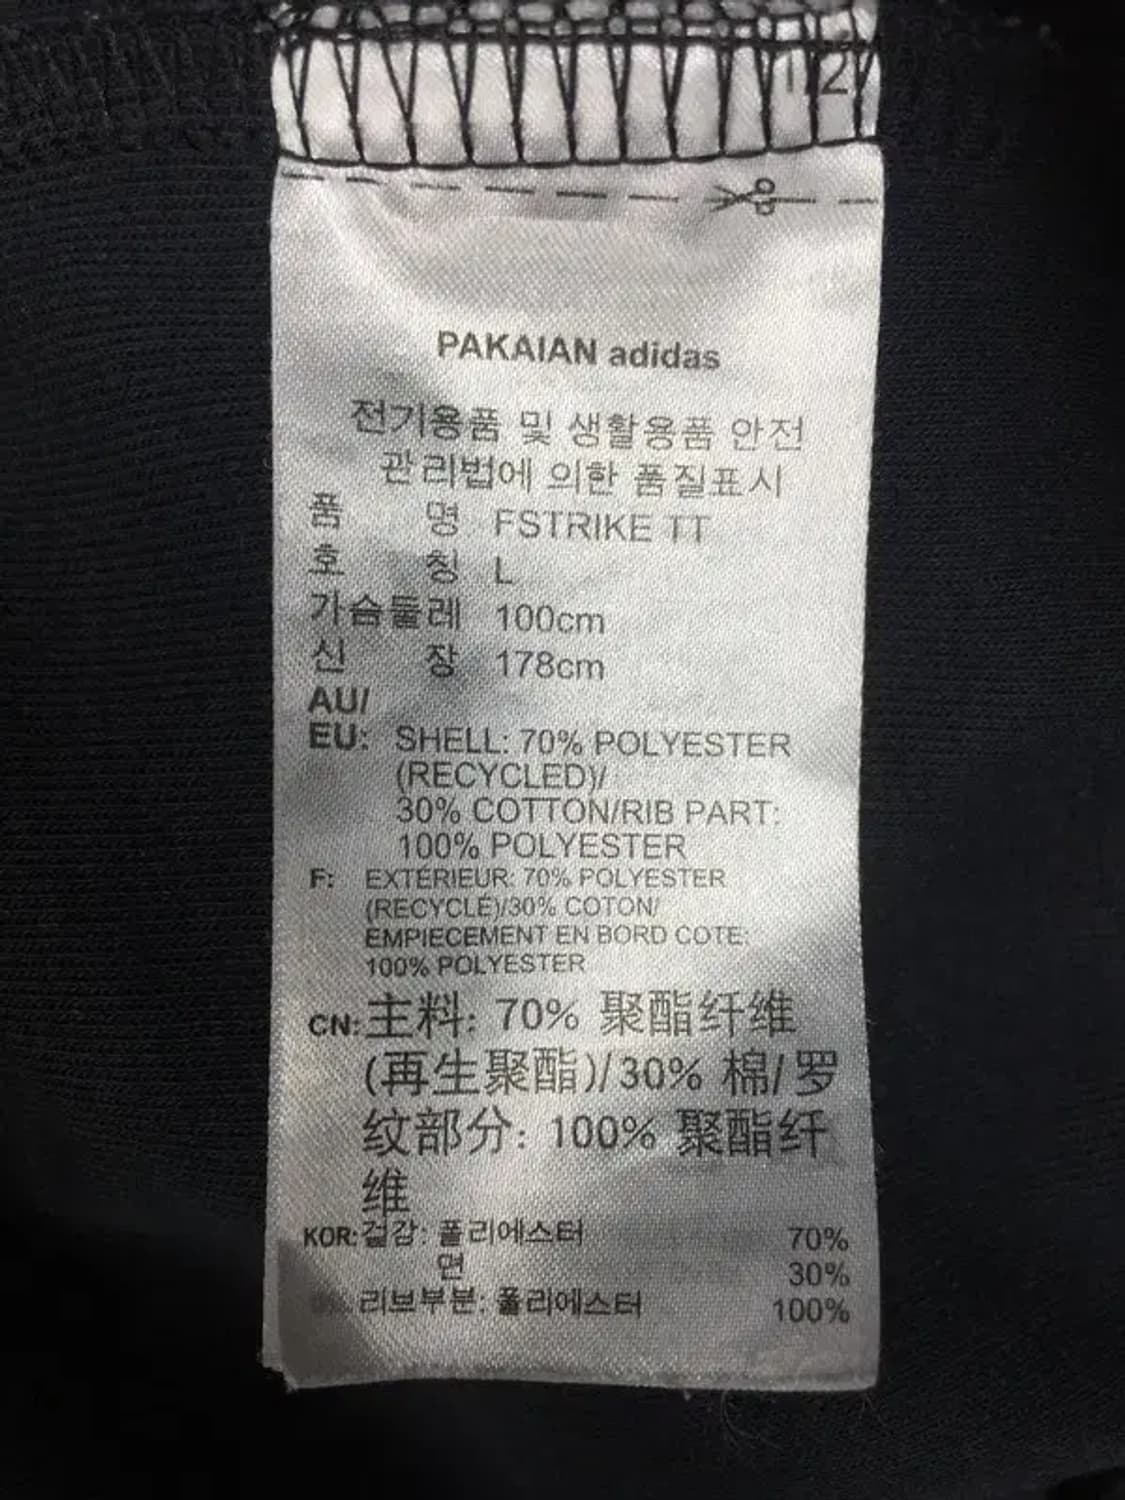 1/2
PAKAIAN adidas
전기용품 및 생활용품 안전
관리법에 의한 품질표시
품 명 FSTRIKE TT
호 칭 L
가슴둘레 100cm
신 장 178cm
AU/
EU: SHELL: 70% POLYESTER
(RECYCLED)/
30% COTTON/RIB PART:
100% POLYESTER
F: EXTERIEUR: 70% POLYESTER
(RECYCLÉ)/30% COTON/
EMPIECEMENT EN BORD COTE:
100% POLYESTER
CN: 主料: 70% 聚酯纤维
(再生聚酯)/30% 棉/罗
纹部分: 100% 聚酯纤
维
KOR: 겉감: 폴리에스터 70%
면 30%
리브부분: 폴리에스터 100%